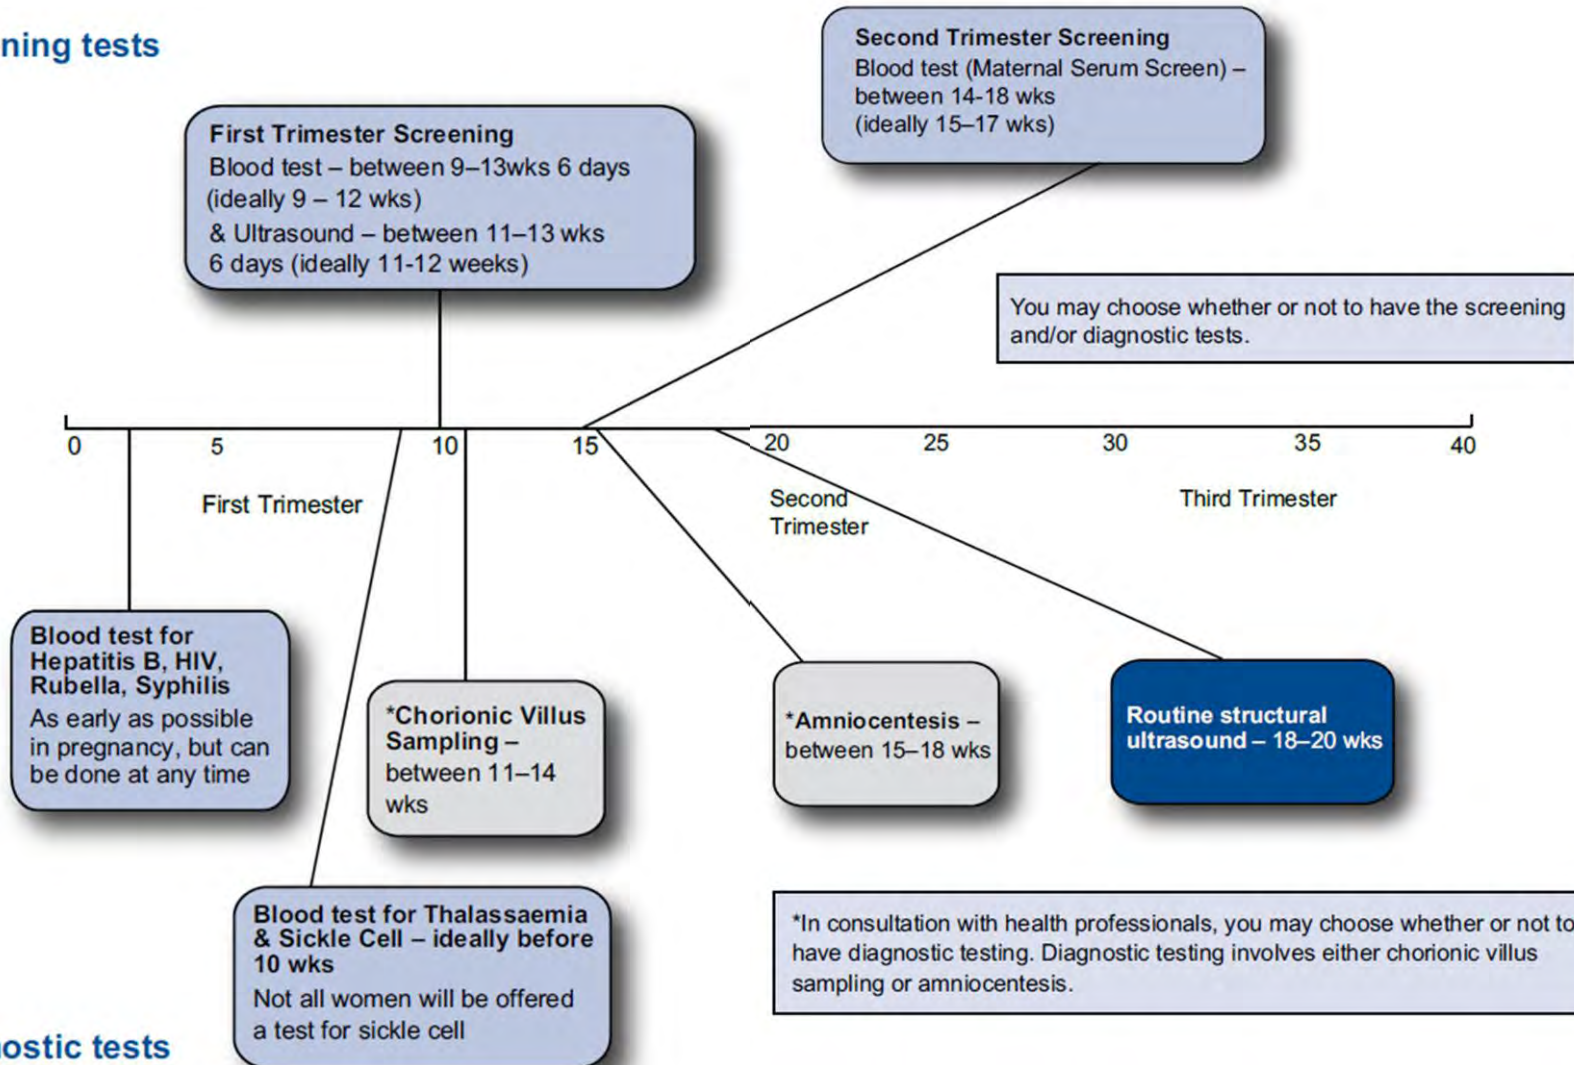 ning tests
Second Trimester Screening
Blood test (Maternal Serum Screen) –
between 14-18 wks
(ideally 15–17 wks)
First Trimester Screening
Blood test – between 9–13wks 6 days
(ideally 9 – 12 wks)
& Ultrasound – between 11–13 wks
6 days (ideally 11-12 weeks)
You may choose whether or not to have the screening
and/or diagnostic tests.
0 5 10 15 20 25 30 35 40
First Trimester
Second
Trimester
Third Trimester
Blood test for
Hepatitis B, HIV,
Rubella, Syphilis
As early as possible
in pregnancy, but can
be done at any time
*Chorionic Villus
Sampling –
between 11–14
wks
*Amniocentesis –
between 15–18 wks
Routine structural
ultrasound – 18–20 wks
Blood test for Thalassaemia
& Sickle Cell – ideally before
10 wks
Not all women will be offered
a test for sickle cell
*In consultation with health professionals, you may choose whether or not to
have diagnostic testing. Diagnostic testing involves either chorionic villus
sampling or amniocentesis.
ostic tests